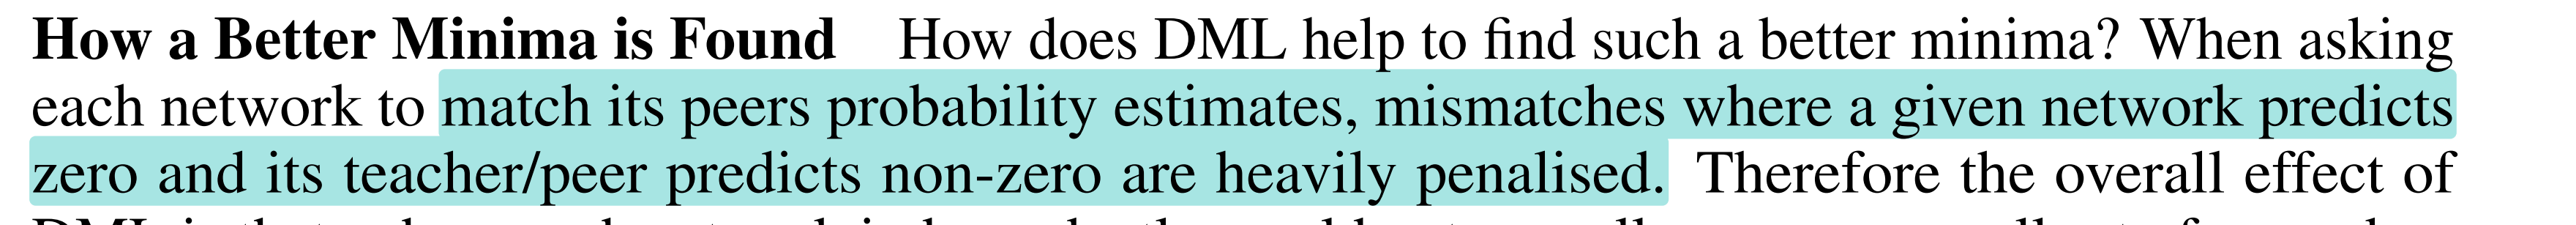 How a Better Minima is Found How does DML help to find such a better minima? When asking
each network to match its peers probability estimates, mismatches where a given network predicts
zero and its teacher/peer predicts non-zero are heavily penalised. Therefore the overall effect of